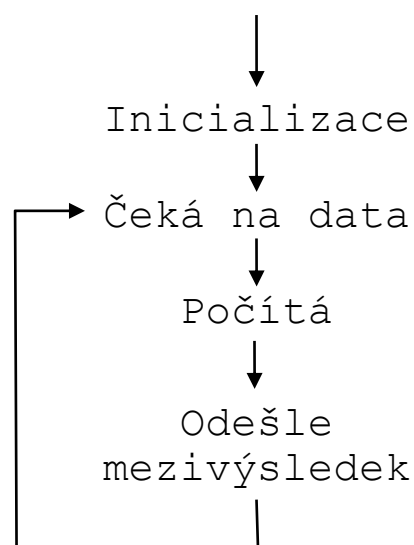 Inicializace
Čeká na data
Počítá
Odešle
mezivýsledek